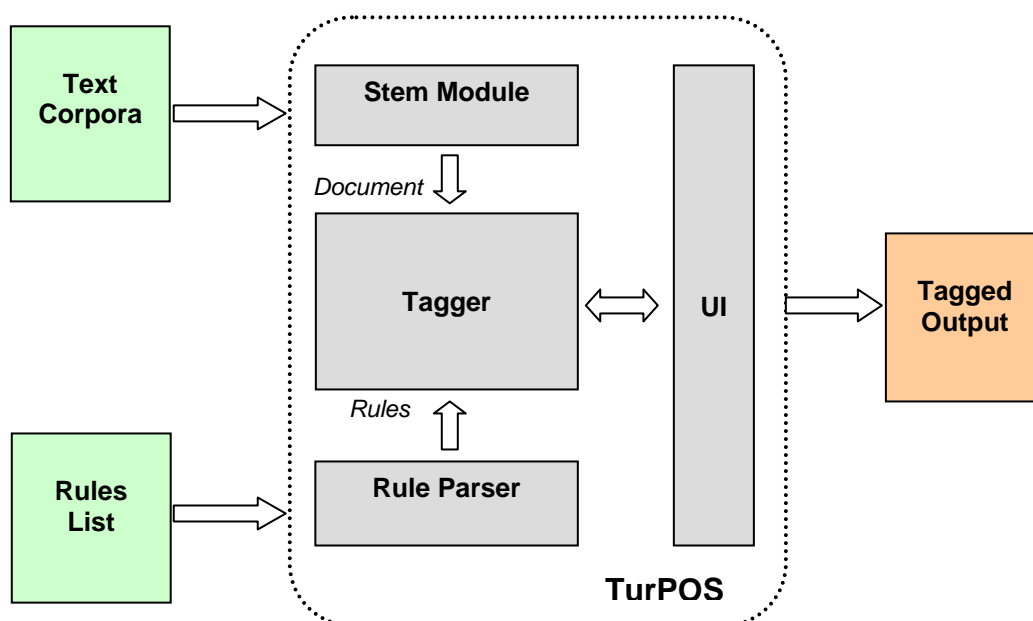 Text
Corpora
Stem Module
Document
Tagger
UI
Tagged
Output
Rules
Rules
List
Rule Parser
TurPOS